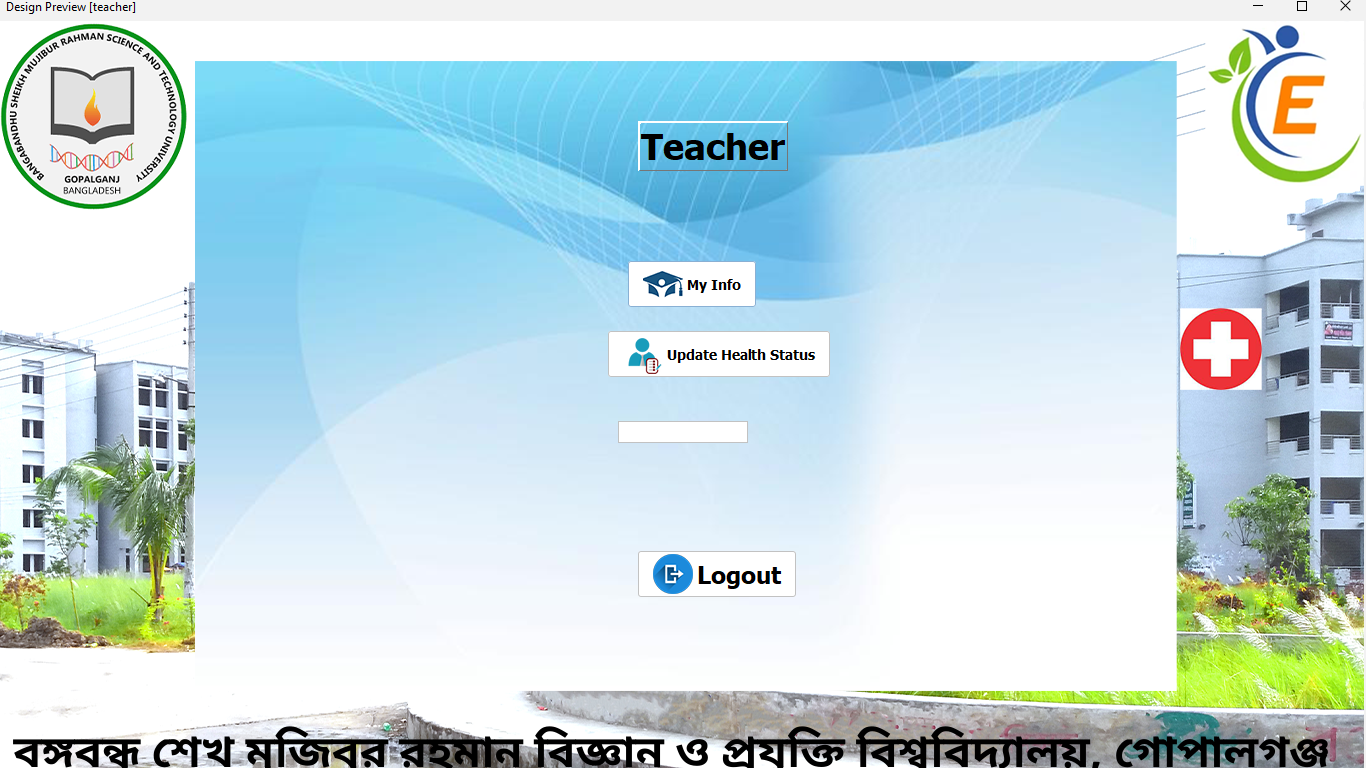 Design Preview [teacher]
BANGABANDHU SHEIKH MUJIBUR RAHMAN SCIENCE AND TECHNOLOGY UNIVERSITY
GOPALGANJ
BANGLADESH
E
Teacher
My Info
Update Health Status
Logout
বঙ্গবন্ধু শেখ মুজিবুর রহমান বিজ্ঞান ও প্রযুক্তি বিশ্ববিদ্যালয়, গোপালগঞ্জ